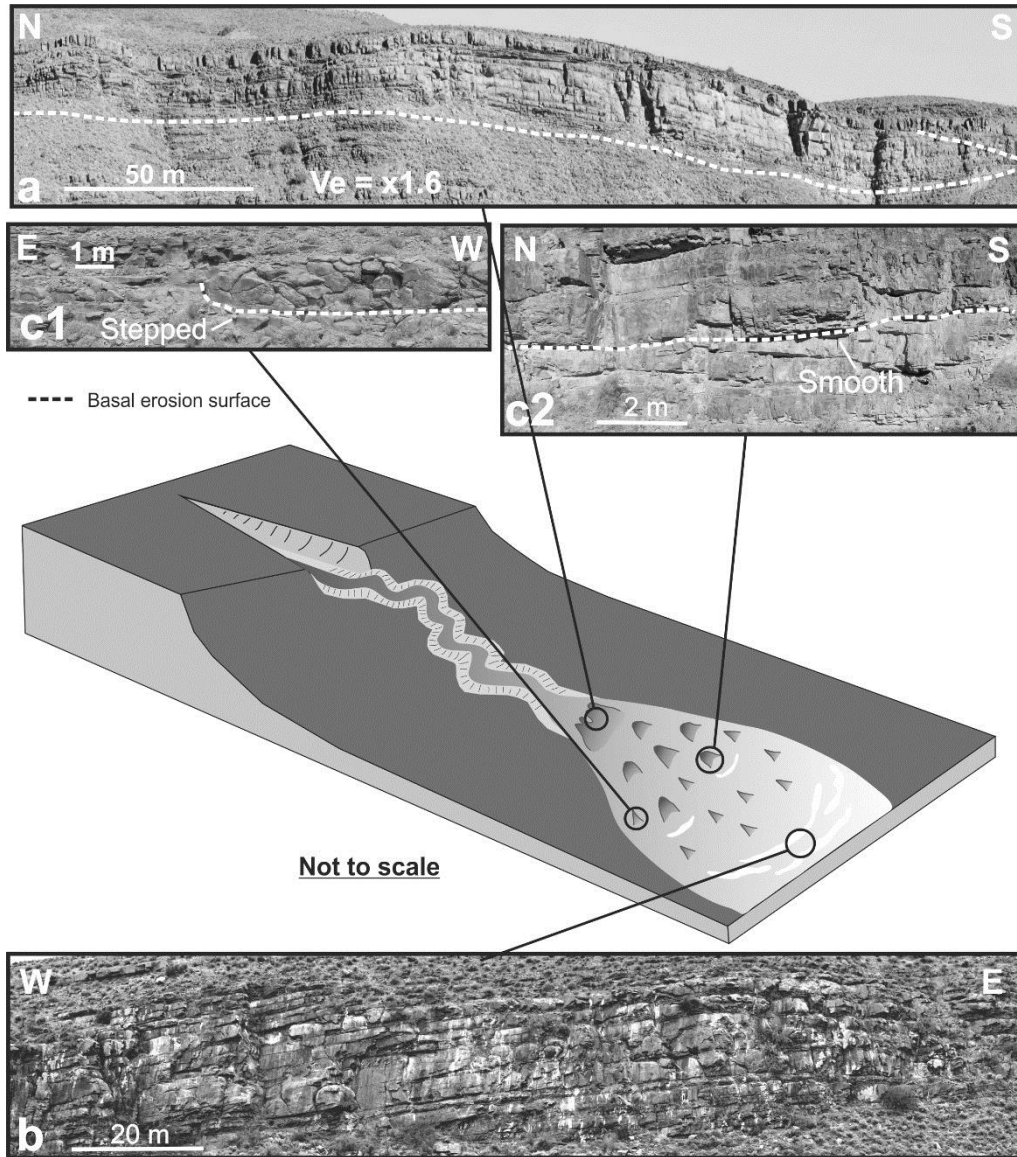 N S
50 m
Ve = x1.6
a
E W
1 m
Stepped
c1
N S
Smooth
2 m
c2
Basal erosion surface
Not to scale
W E
20 m
b